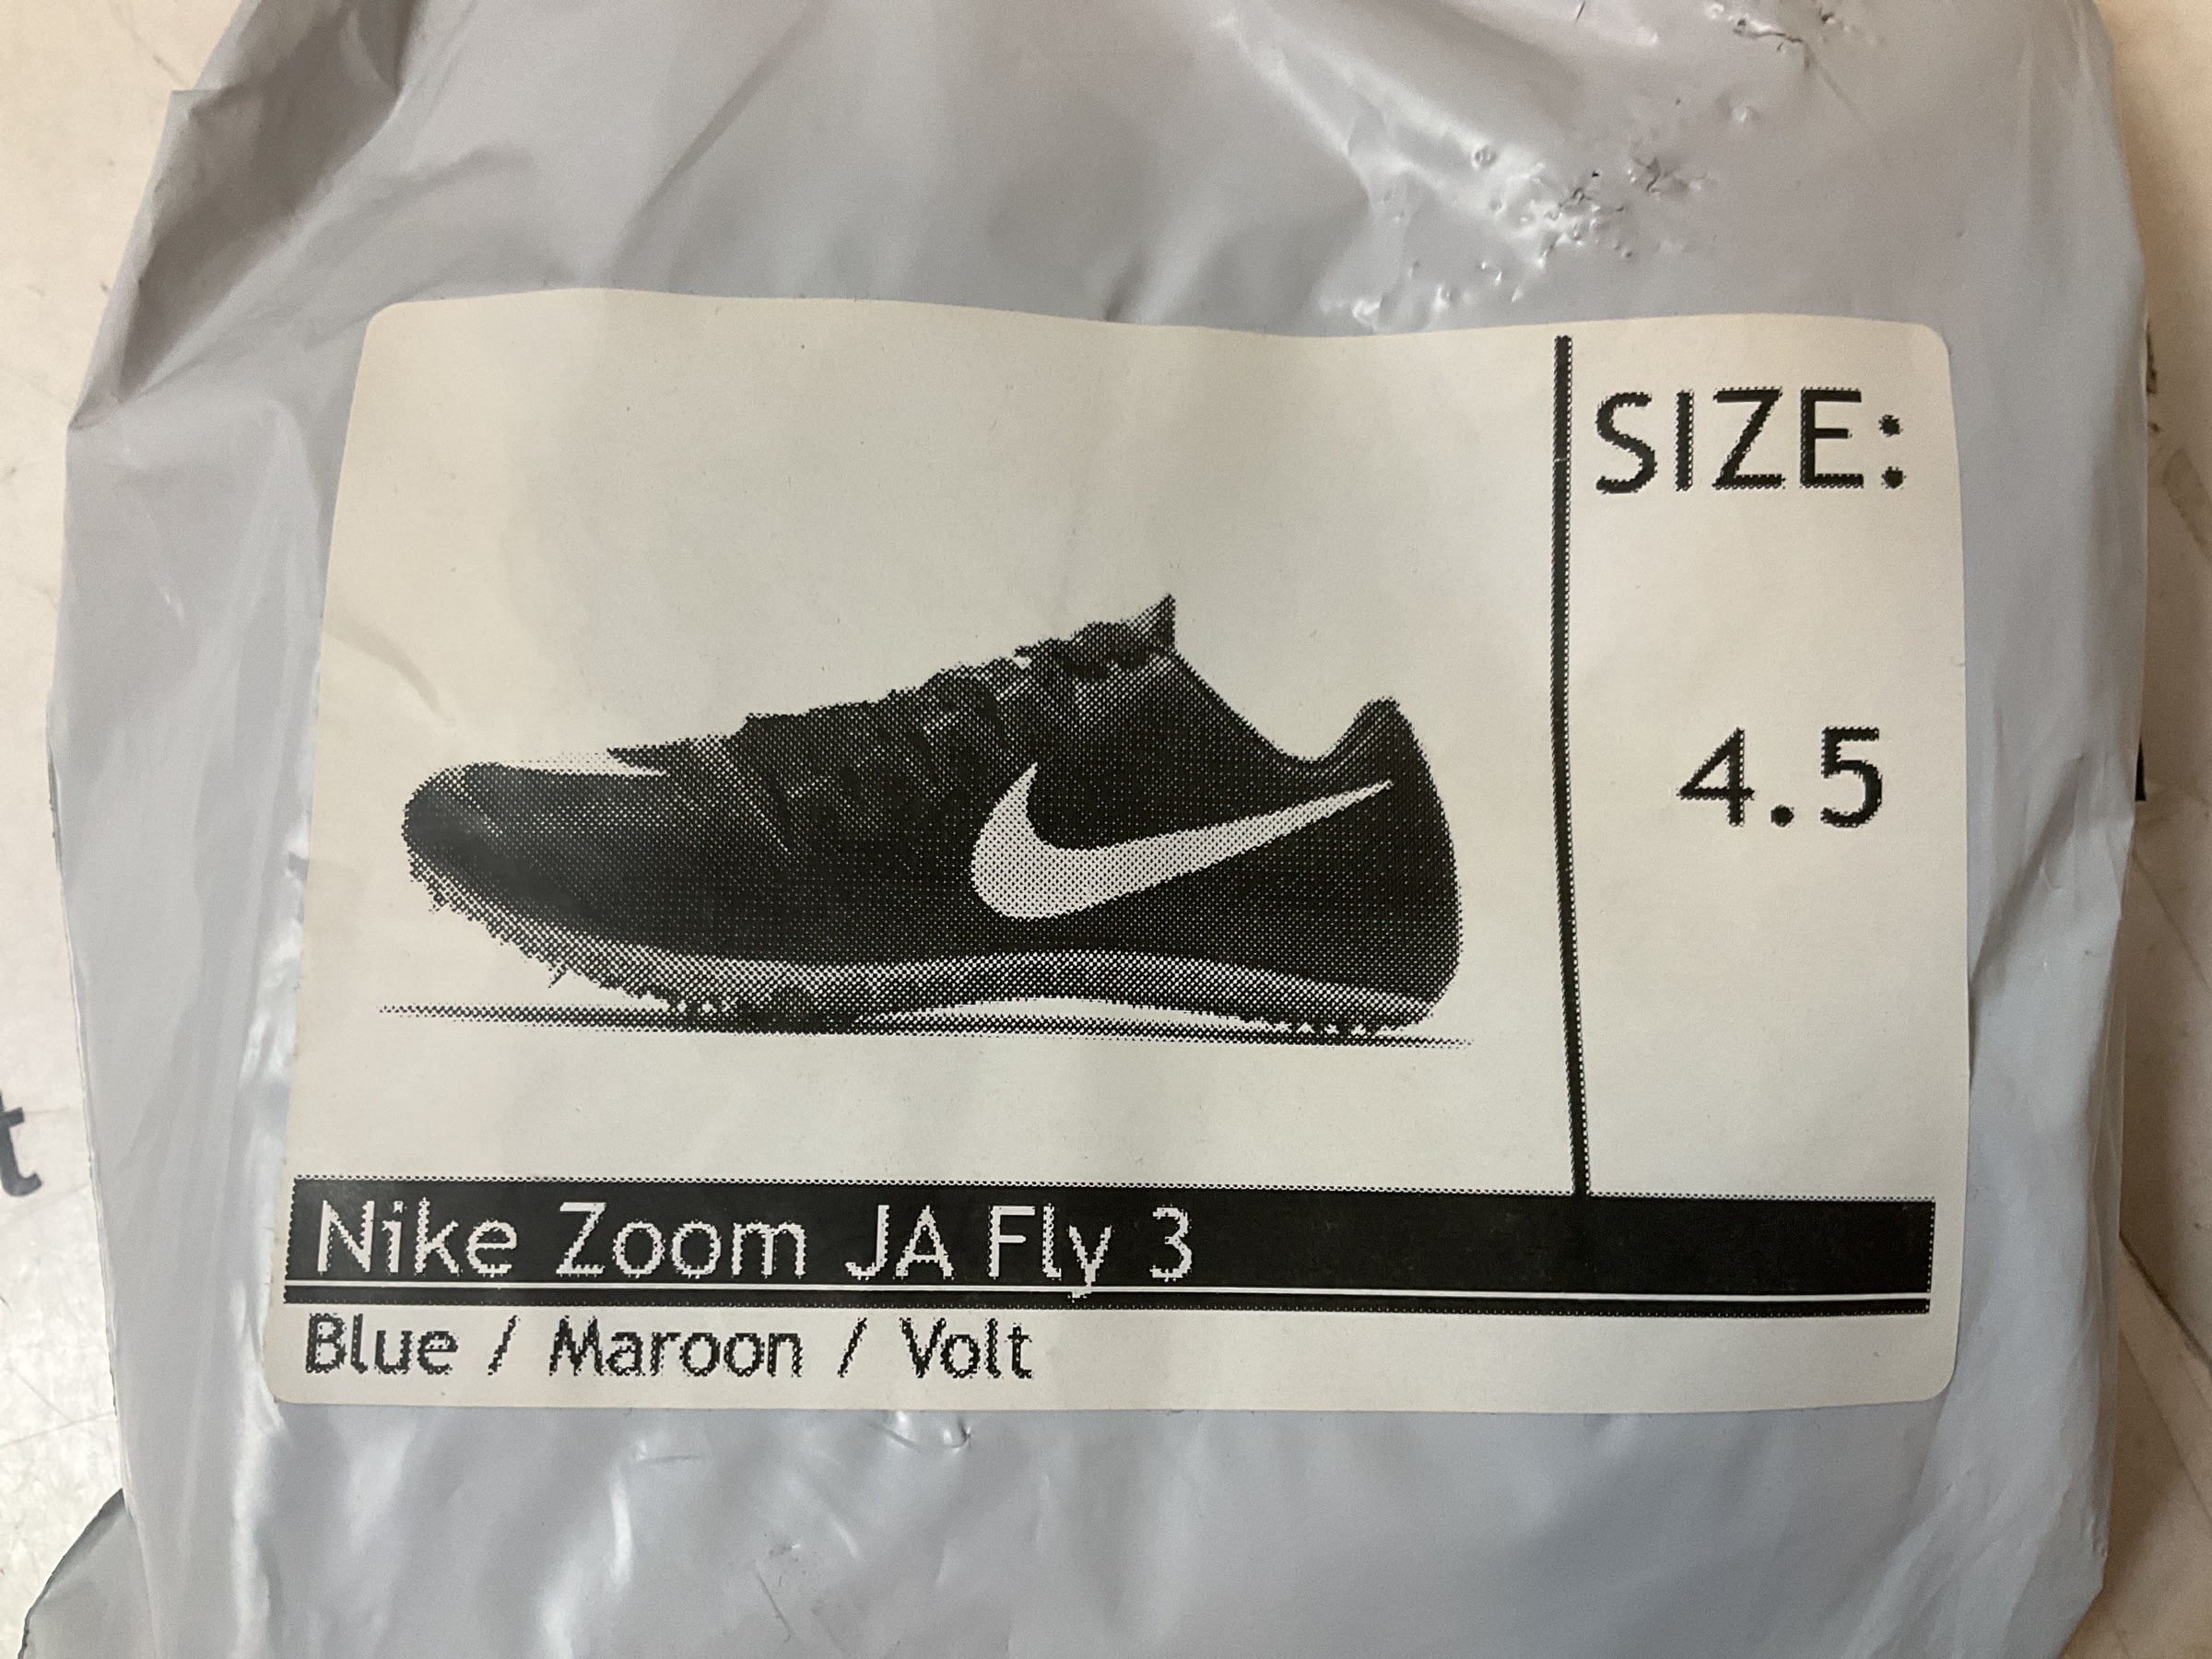 SIZE:
4.5
Nike Zoom JA Fly 3
Blue / Maroon / Volt
t